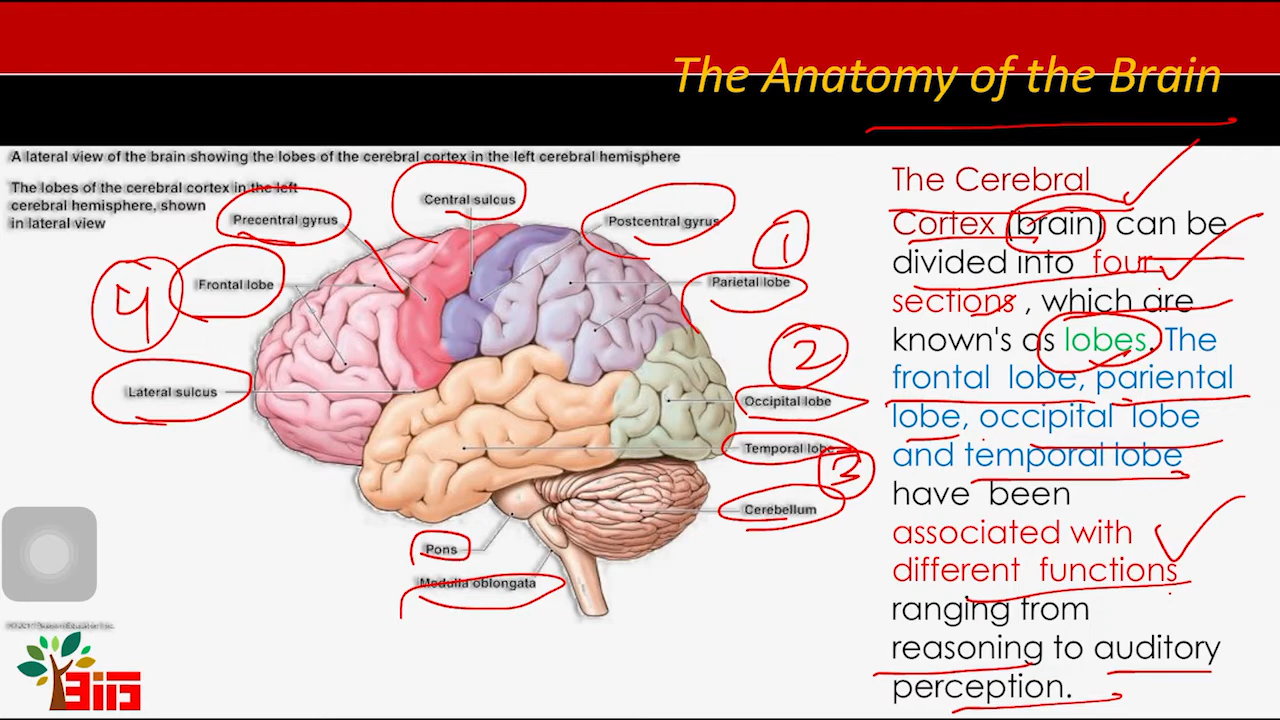 The Anatomy of the Brain
A lateral view of the brain showing the lobes of the cerebral cortex in the left cerebral hemisphere
The lobes of the cerebral cortex in the left
cerebral hemisphere, shown
in lateral view
Central sulcus
Precentral gyrus
Postcentral gyrus
1
Frontal lobe
Parietal lobe
4
2
Lateral sulcus
Occipital lobe
Temporal lobe
3
Cerebellum
Pons
Medulla oblongata
The Cerebral
Cortex (brain) can be
divided into four
sections , which are
known's as lobes. The
frontal lobe, pariental
lobe, occipital lobe
and temporal lobe
have been
associated with
different functions
ranging from
reasoning to auditory
perception.